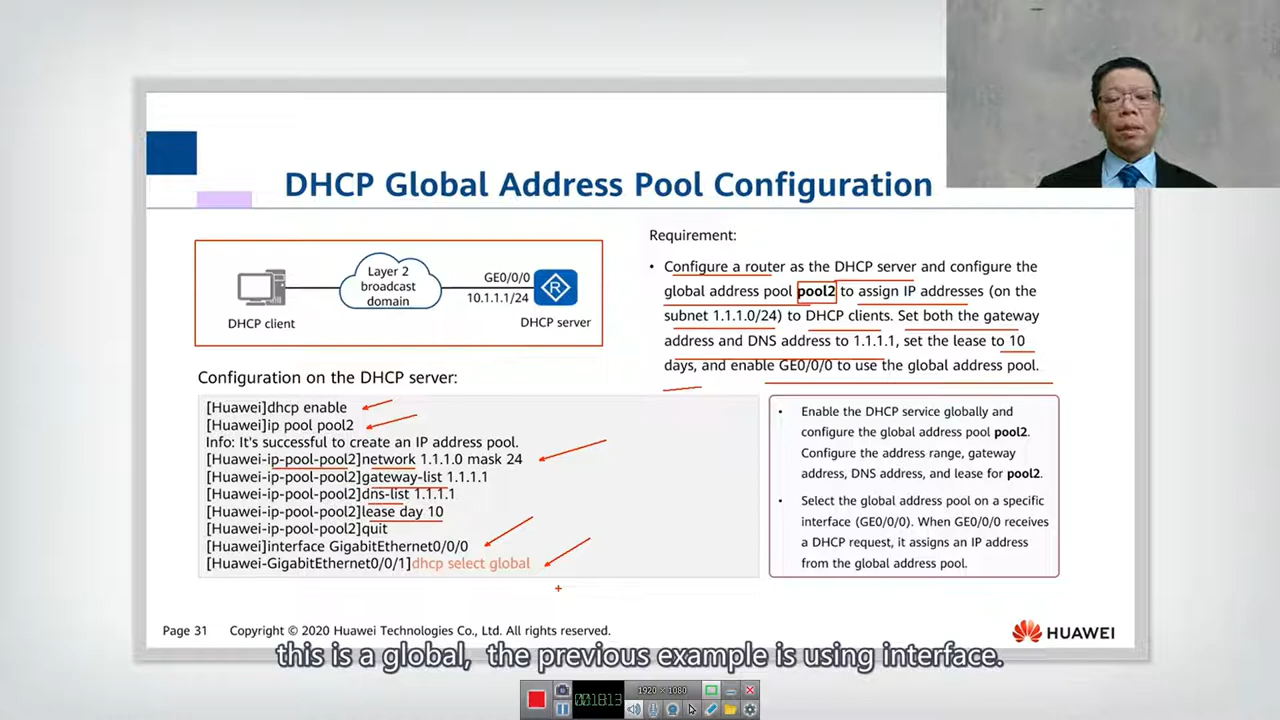 DHCP Global Address Pool Configuration
Layer 2
broadcast
domain
GE0/0/0
10.1.1.1/24
DHCP client
DHCP server
Configuration on the DHCP server:
[Huawei]dhcp enable
[Huawei]ip pool pool2
Info: It's successful to create an IP address pool.
[Huawei-ip-pool-pool2]network 1.1.1.0 mask 24
[Huawei-ip-pool-pool2]gateway-list 1.1.1.1
[Huawei-ip-pool-pool2]dns-list 1.1.1.1
[Huawei-ip-pool-pool2]lease day 10
[Huawei-ip-pool-pool2]quit
[Huawei]interface GigabitEthernet0/0/0
[Huawei-GigabitEthernet0/0/1]dhcp select global
Requirement:
• Configure a router as the DHCP server and configure the
global address pool pool2 to assign IP addresses (on the
subnet 1.1.1.0/24) to DHCP clients. Set both the gateway
address and DNS address to 1.1.1.1, set the lease to 10
days, and enable GE0/0/0 to use the global address pool.
• Enable the DHCP service globally and
configure the global address pool pool2.
Configure the address range, gateway
address, DNS address, and lease for pool2.
• Select the global address pool on a specific
interface (GE0/0/0). When GE0/0/0 receives
a DHCP request, it assigns an IP address
from the global address pool.
Page 31 Copyright © 2020 Huawei Technologies Co., Ltd. All rights reserved.
HUAWEI
this is a global, the previous example is using interface.
1920 × 1080